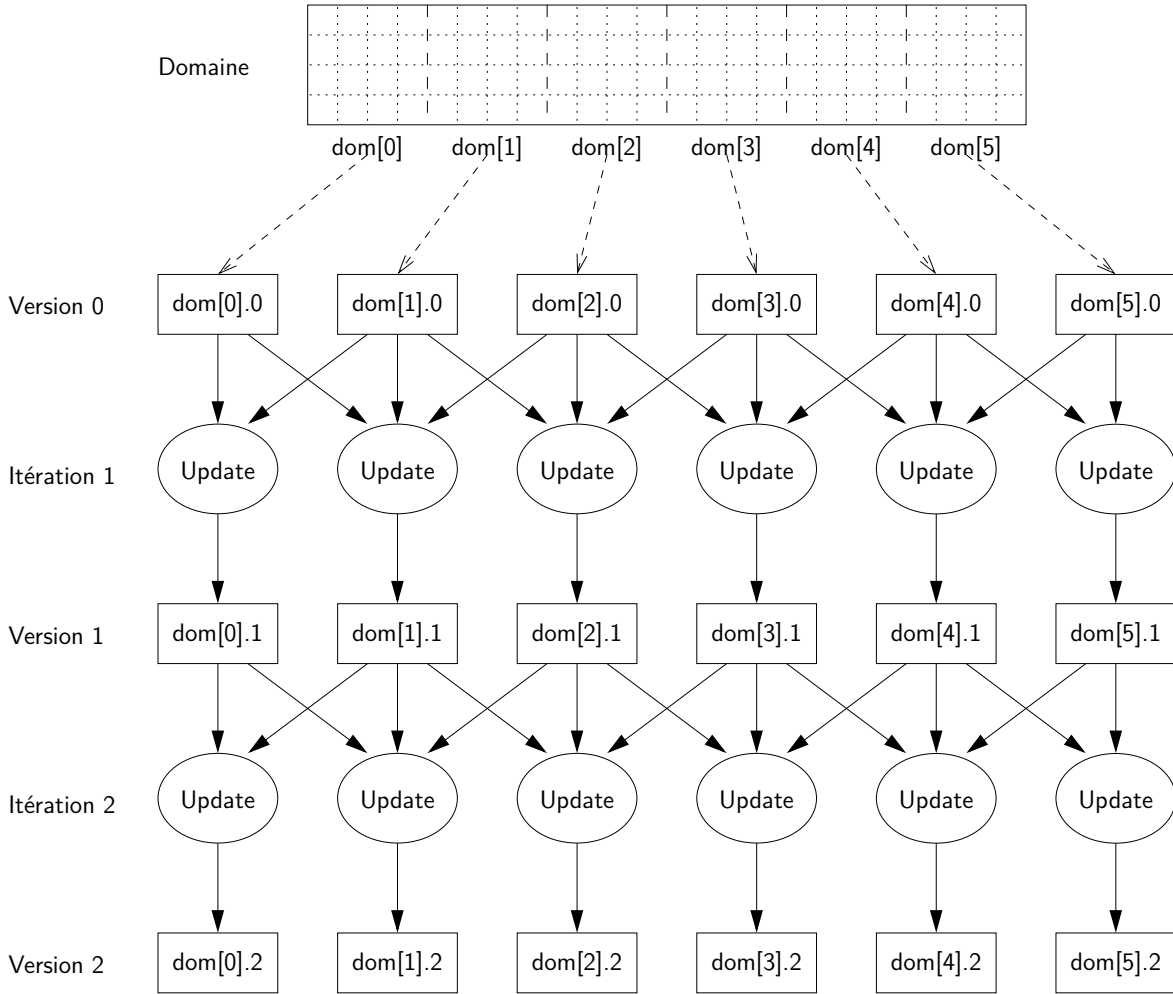 Domaine
dom[0] dom[1] dom[2] dom[3] dom[4] dom[5]
Version 0 dom[0].0 dom[1].0 dom[2].0 dom[3].0 dom[4].0 dom[5].0
Itération 1 Update Update Update Update Update Update
Version 1 dom[0].1 dom[1].1 dom[2].1 dom[3].1 dom[4].1 dom[5].1
Itération 2 Update Update Update Update Update Update
Version 2 dom[0].2 dom[1].2 dom[2].2 dom[3].2 dom[4].2 dom[5].2